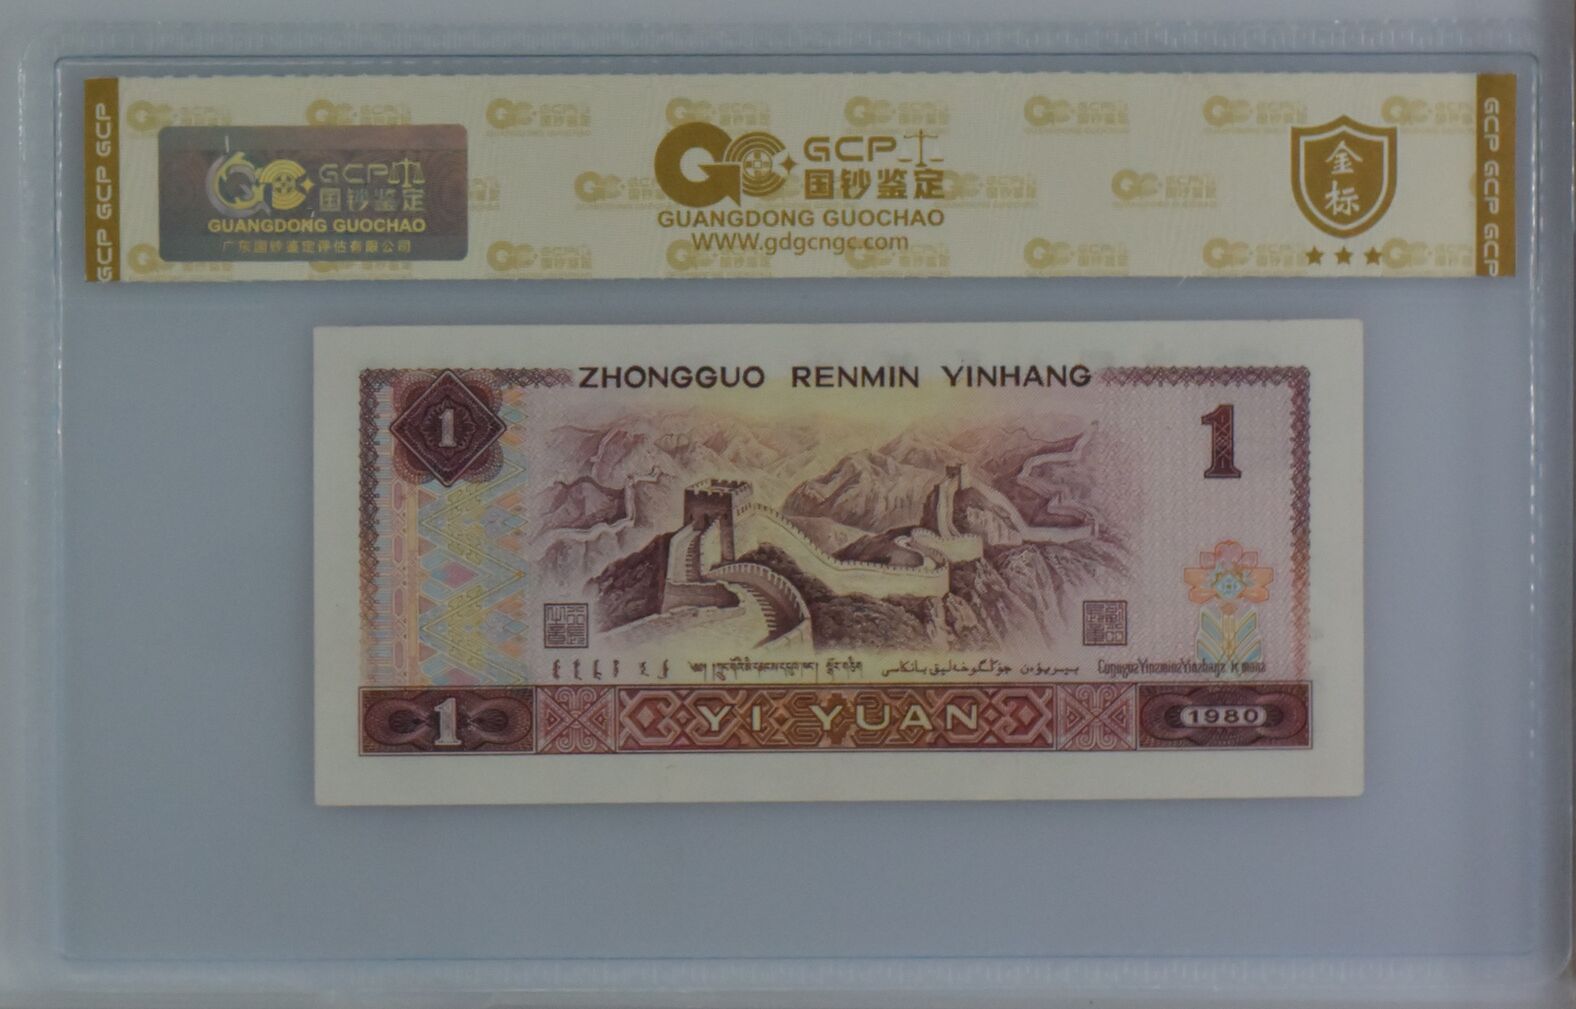 GCP GCP GCP
GCP
国钞鉴定
GUANGDONG GUOCHAO
广东国钞鉴定评估有限公司
GCP
国钞鉴定
GUANGDONG GUOCHAO
WWW.gdgcngc.com
金
标
GCP GCP GCP
ZHONGGUO RENMIN YINHANG
1
1
1
YI YUAN
1980